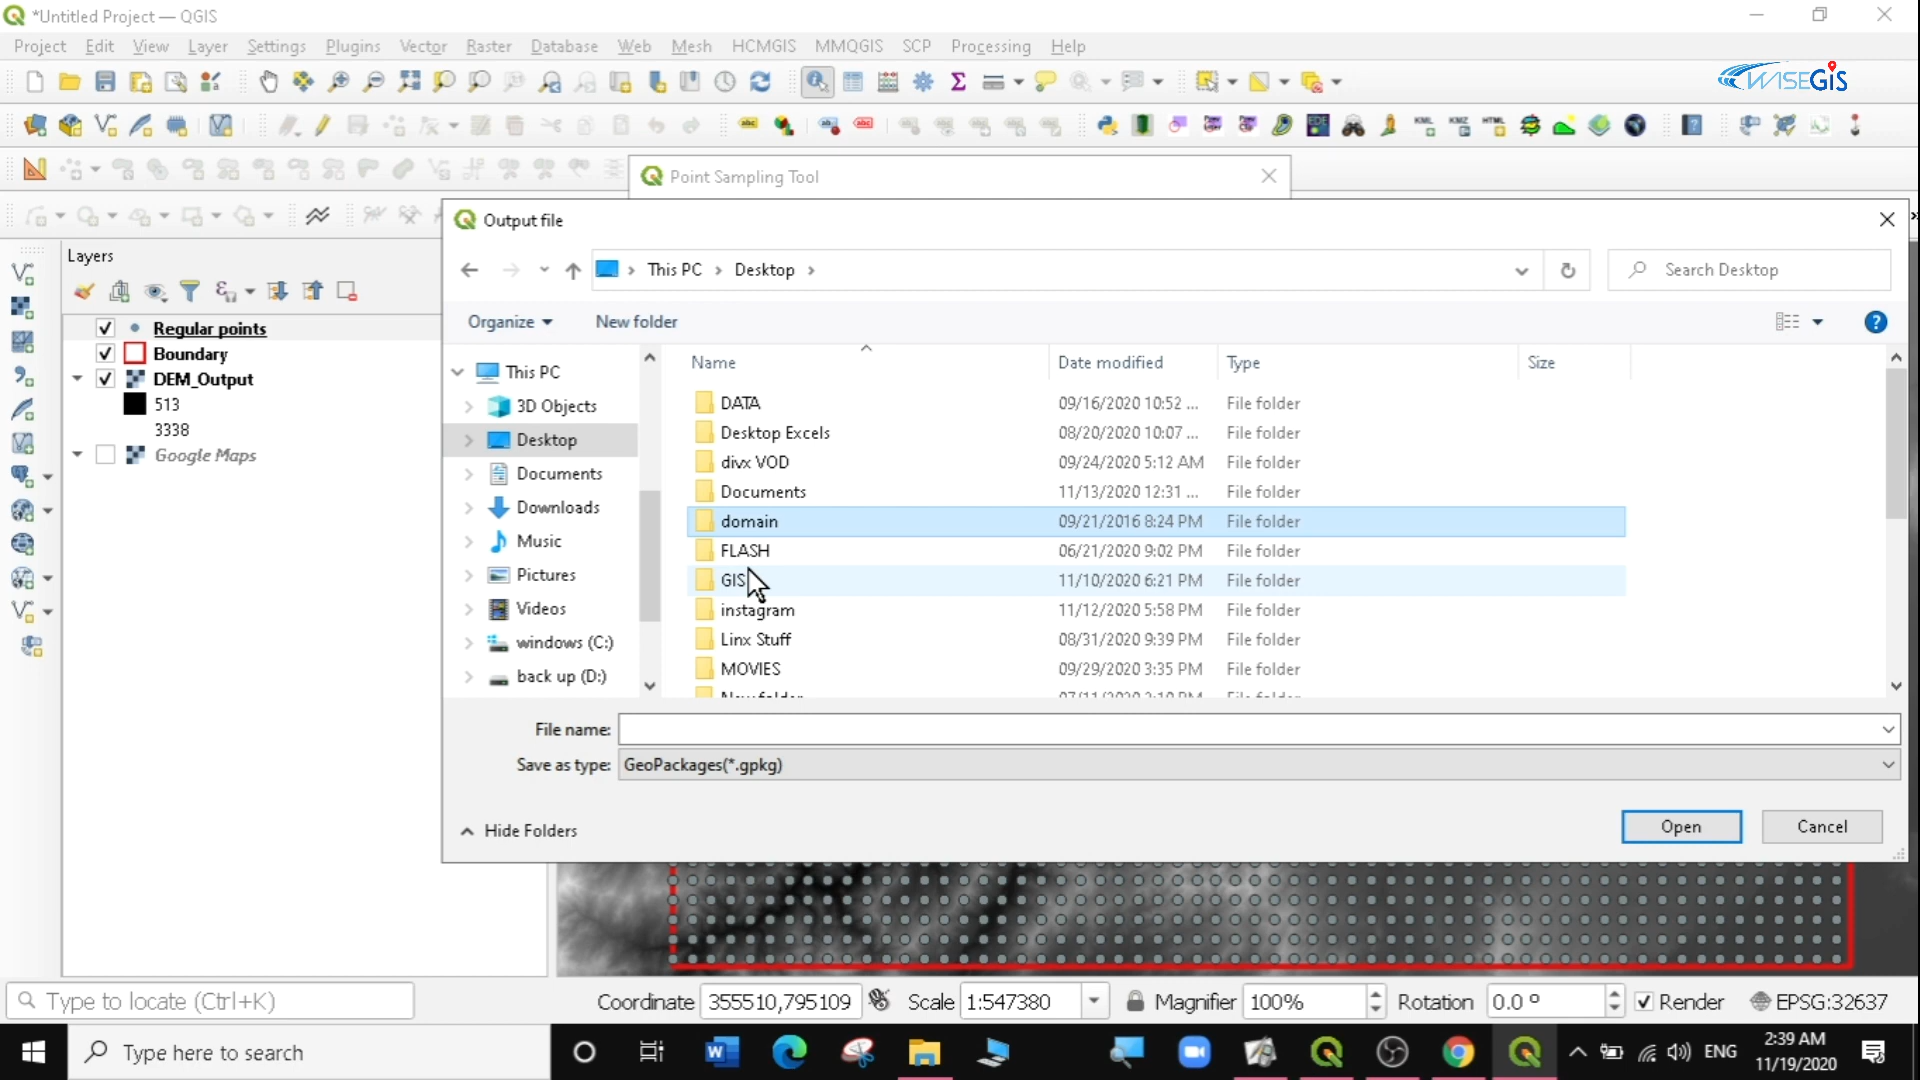 *Untitled Project — QGIS
Project Edit View Layer Settings Plugins Vector Raster Database Web Mesh HCMGIS MMQGIS SCP Processing Help
WISEGIS
Point Sampling Tool
Output file
This PC Desktop
Search Desktop
Organize New folder
Layers
Regular points
Boundary
DEM_Output
513
3338
Google Maps
This PC
3D Objects
Desktop
Documents
Downloads
Music
Pictures
Videos
windows (C:)
back up (D:)
Name Date modified Type Size
DATA 09/16/2020 10:52 ... File folder
Desktop Excels 08/20/2020 10:07 ... File folder
divx VOD 09/24/2020 5:12 AM File folder
Documents 11/13/2020 12:31 ... File folder
domain 09/21/2016 8:24 PM File folder
FLASH 06/21/2020 9:02 PM File folder
GIS 11/10/2020 6:21 PM File folder
instagram 11/12/2020 5:58 PM File folder
Linx Stuff 08/31/2020 9:39 PM File folder
MOVIES 09/29/2020 3:35 PM File folder
File name:
Save as type: GeoPackages(*.gpkg)
Hide Folders
Open Cancel
Type to locate (Ctrl+K) Coordinate 355510,795109 Scale 1:547380 Magnifier 100% Rotation 0.0 ° Render EPSG:32637
Type here to search
ENG
2:39 AM
11/19/2020